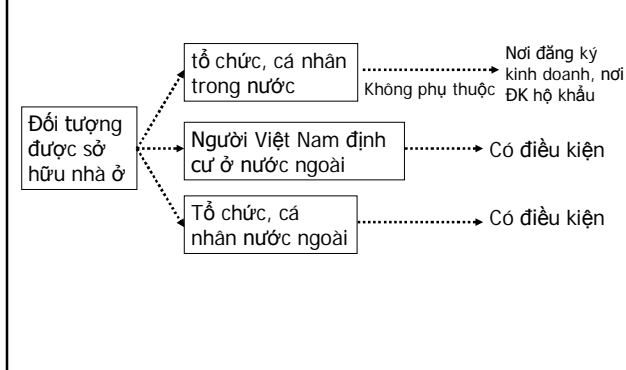 Đối tượng
được sở
hữu nhà ở
tổ chức, cá nhân
trong nước
Không phụ thuộc
Nơi đăng ký
kinh doanh, nơi
ĐK hộ khẩu
Người Việt Nam định
cư ở nước ngoài
Có điều kiện
Tổ chức, cá
nhân nước ngoài
Có điều kiện